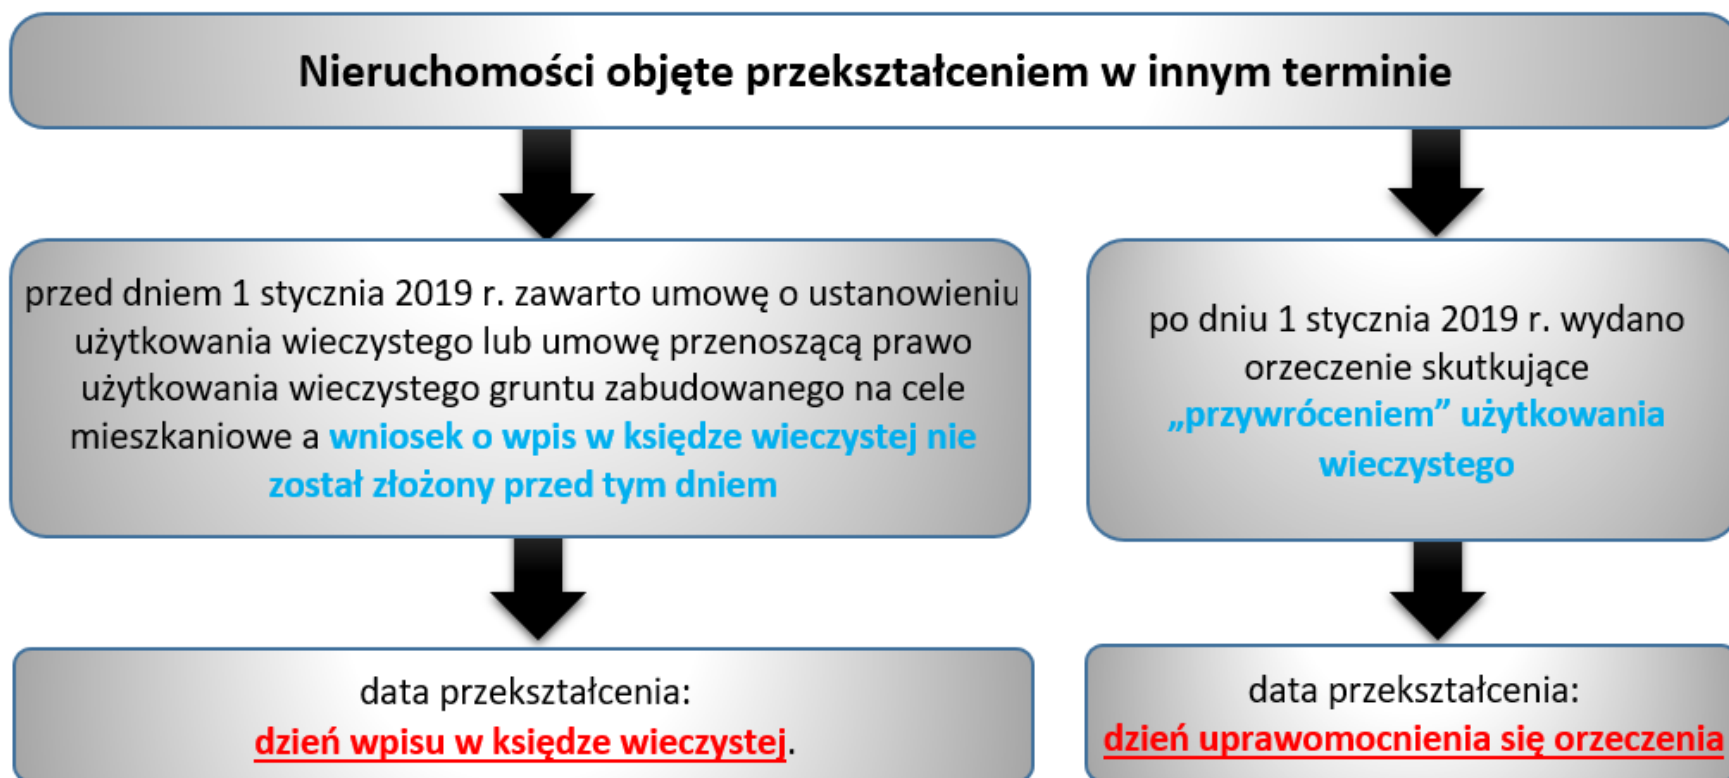 Nieruchomości objęte przekształceniem w innym terminie
przed dniem 1 stycznia 2019 r. zawarto umowę o ustanowieniu
użytkowania wieczystego lub umowę przenoszącą prawo
użytkowania wieczystego gruntu zabudowanego na cele
mieszkaniowe a wniosek o wpis w księdze wieczystej nie
został złożony przed tym dniem
po dniu 1 stycznia 2019 r. wydano
orzeczenie skutkujące
„przywróceniem” użytkowania
wieczystego
data przekształcenia:
dzień wpisu w księdze wieczystej.
data przekształcenia:
dzień uprawomocnienia się orzeczenia